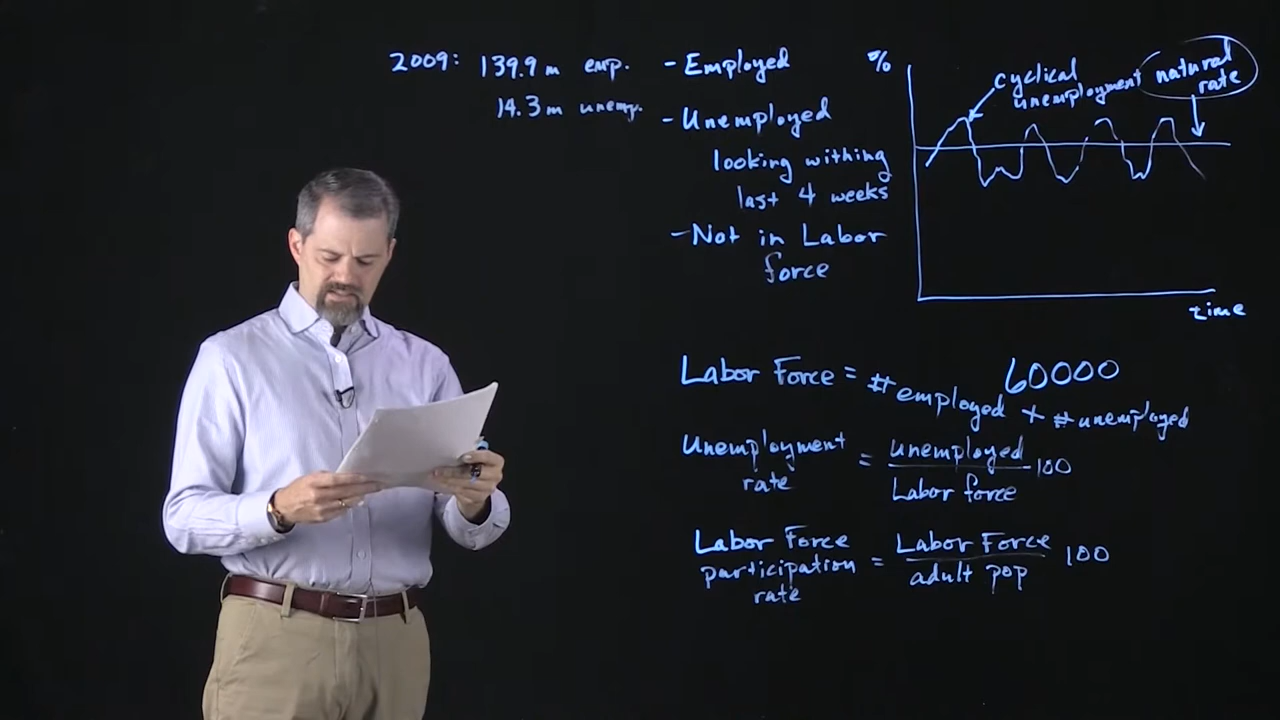 2009: 139.9m emp.
14.3m unemp.
- Employed
- Unemployed
looking withing
last 4 weeks
- Not in Labor
force
%
cyclical
unemployment
natural
rate
time
60000
Labor Force = # employed + # unemployed
Unemployment
rate
= unemployed
Labor force
100
Labor Force
participation
rate
= Labor Force
adult pop
100